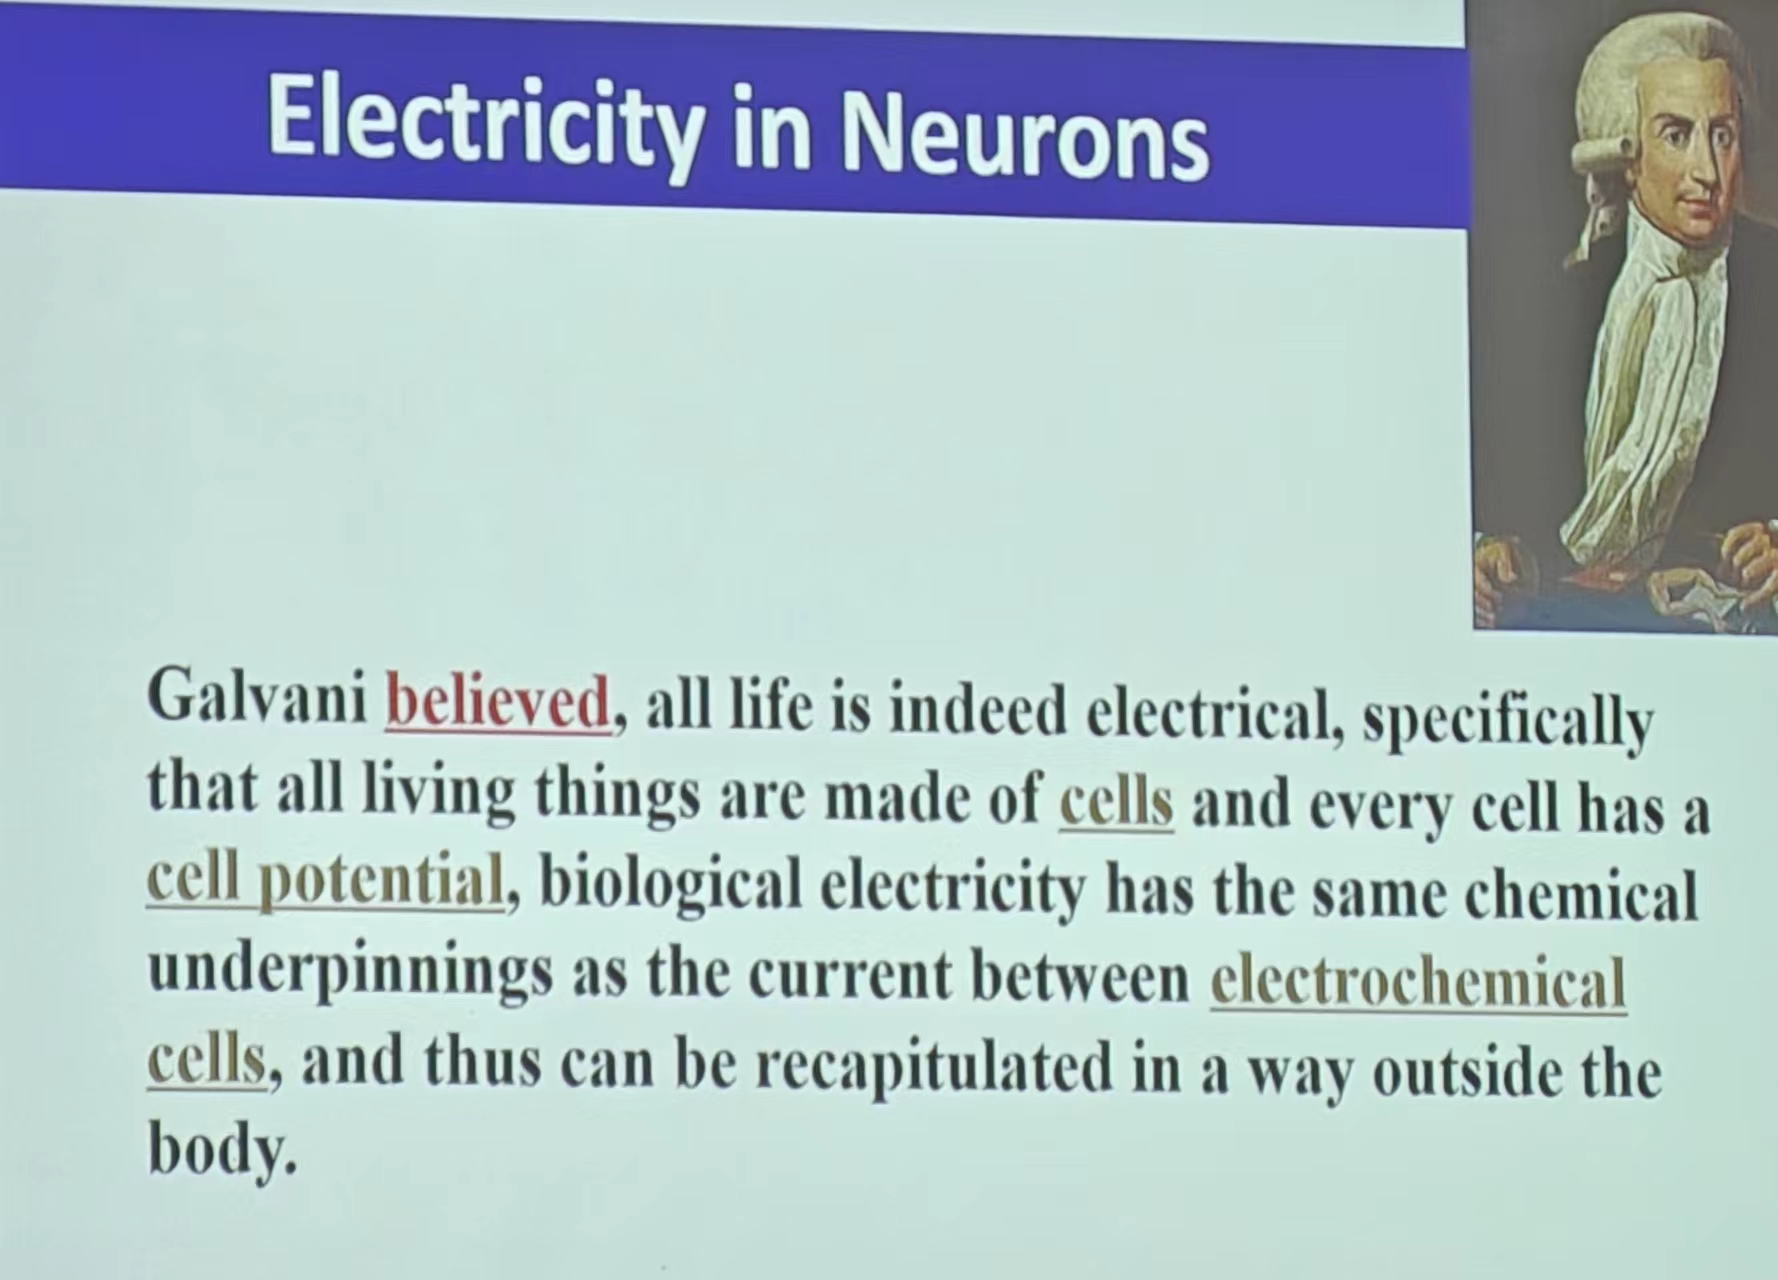 Electricity in Neurons
Galvani believed, all life is indeed electrical, specifically
that all living things are made of cells and every cell has a
cell potential, biological electricity has the same chemical
underpinnings as the current between electrochemical
cells, and thus can be recapitulated in a way outside the
body.